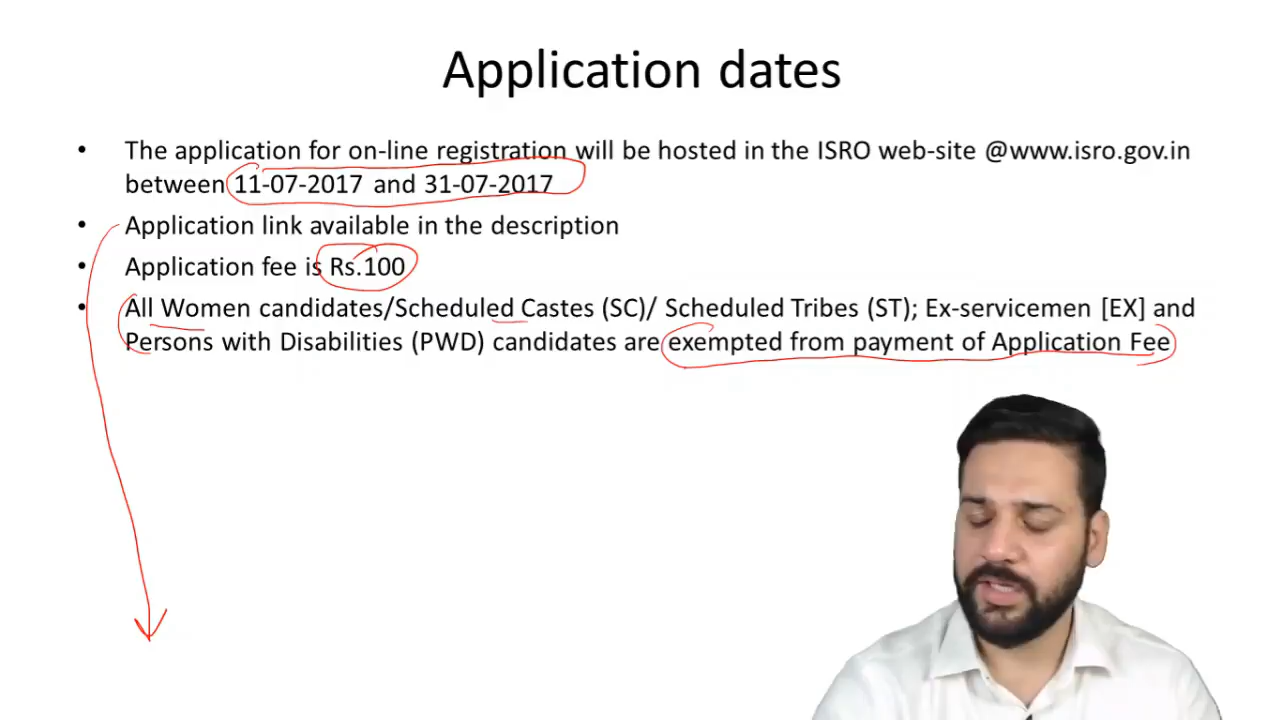 Application dates
• The application for on-line registration will be hosted in the ISRO web-site @www.isro.gov.in
between 11-07-2017 and 31-07-2017
• Application link available in the description
• Application fee is Rs.100
• All Women candidates/Scheduled Castes (SC)/ Scheduled Tribes (ST); Ex-servicemen [EX] and
Persons with Disabilities (PWD) candidates are exempted from payment of Application Fee